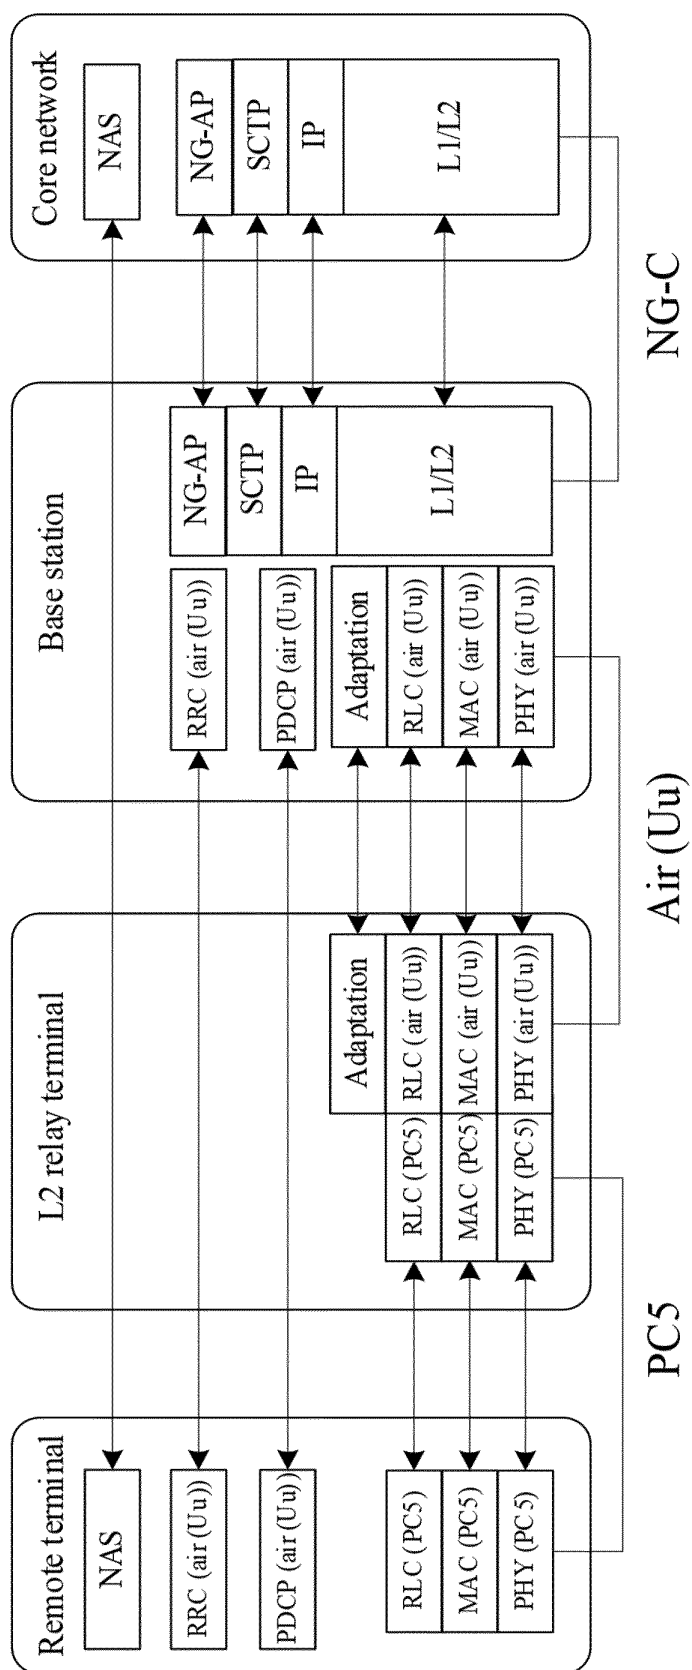 Remote terminal
NAS
RRC (air (Uu))
PDCP (air (Uu))
RLC (PC5)
MAC (PC5)
PHY (PC5)
L2 relay terminal
RLC (PC5)
MAC (PC5)
PHY (PC5)
Adaptation
RLC (air (Uu))
MAC (air (Uu))
PHY (air (Uu))
Base station
RRC (air (Uu))
PDCP (air (Uu))
Adaptation
RLC (air (Uu))
MAC (air (Uu))
PHY (air (Uu))
NG-AP
SCTP
IP
L1/L2
Core network
NAS
NG-AP
SCTP
IP
L1/L2
PC5
Air (Uu)
NG-C